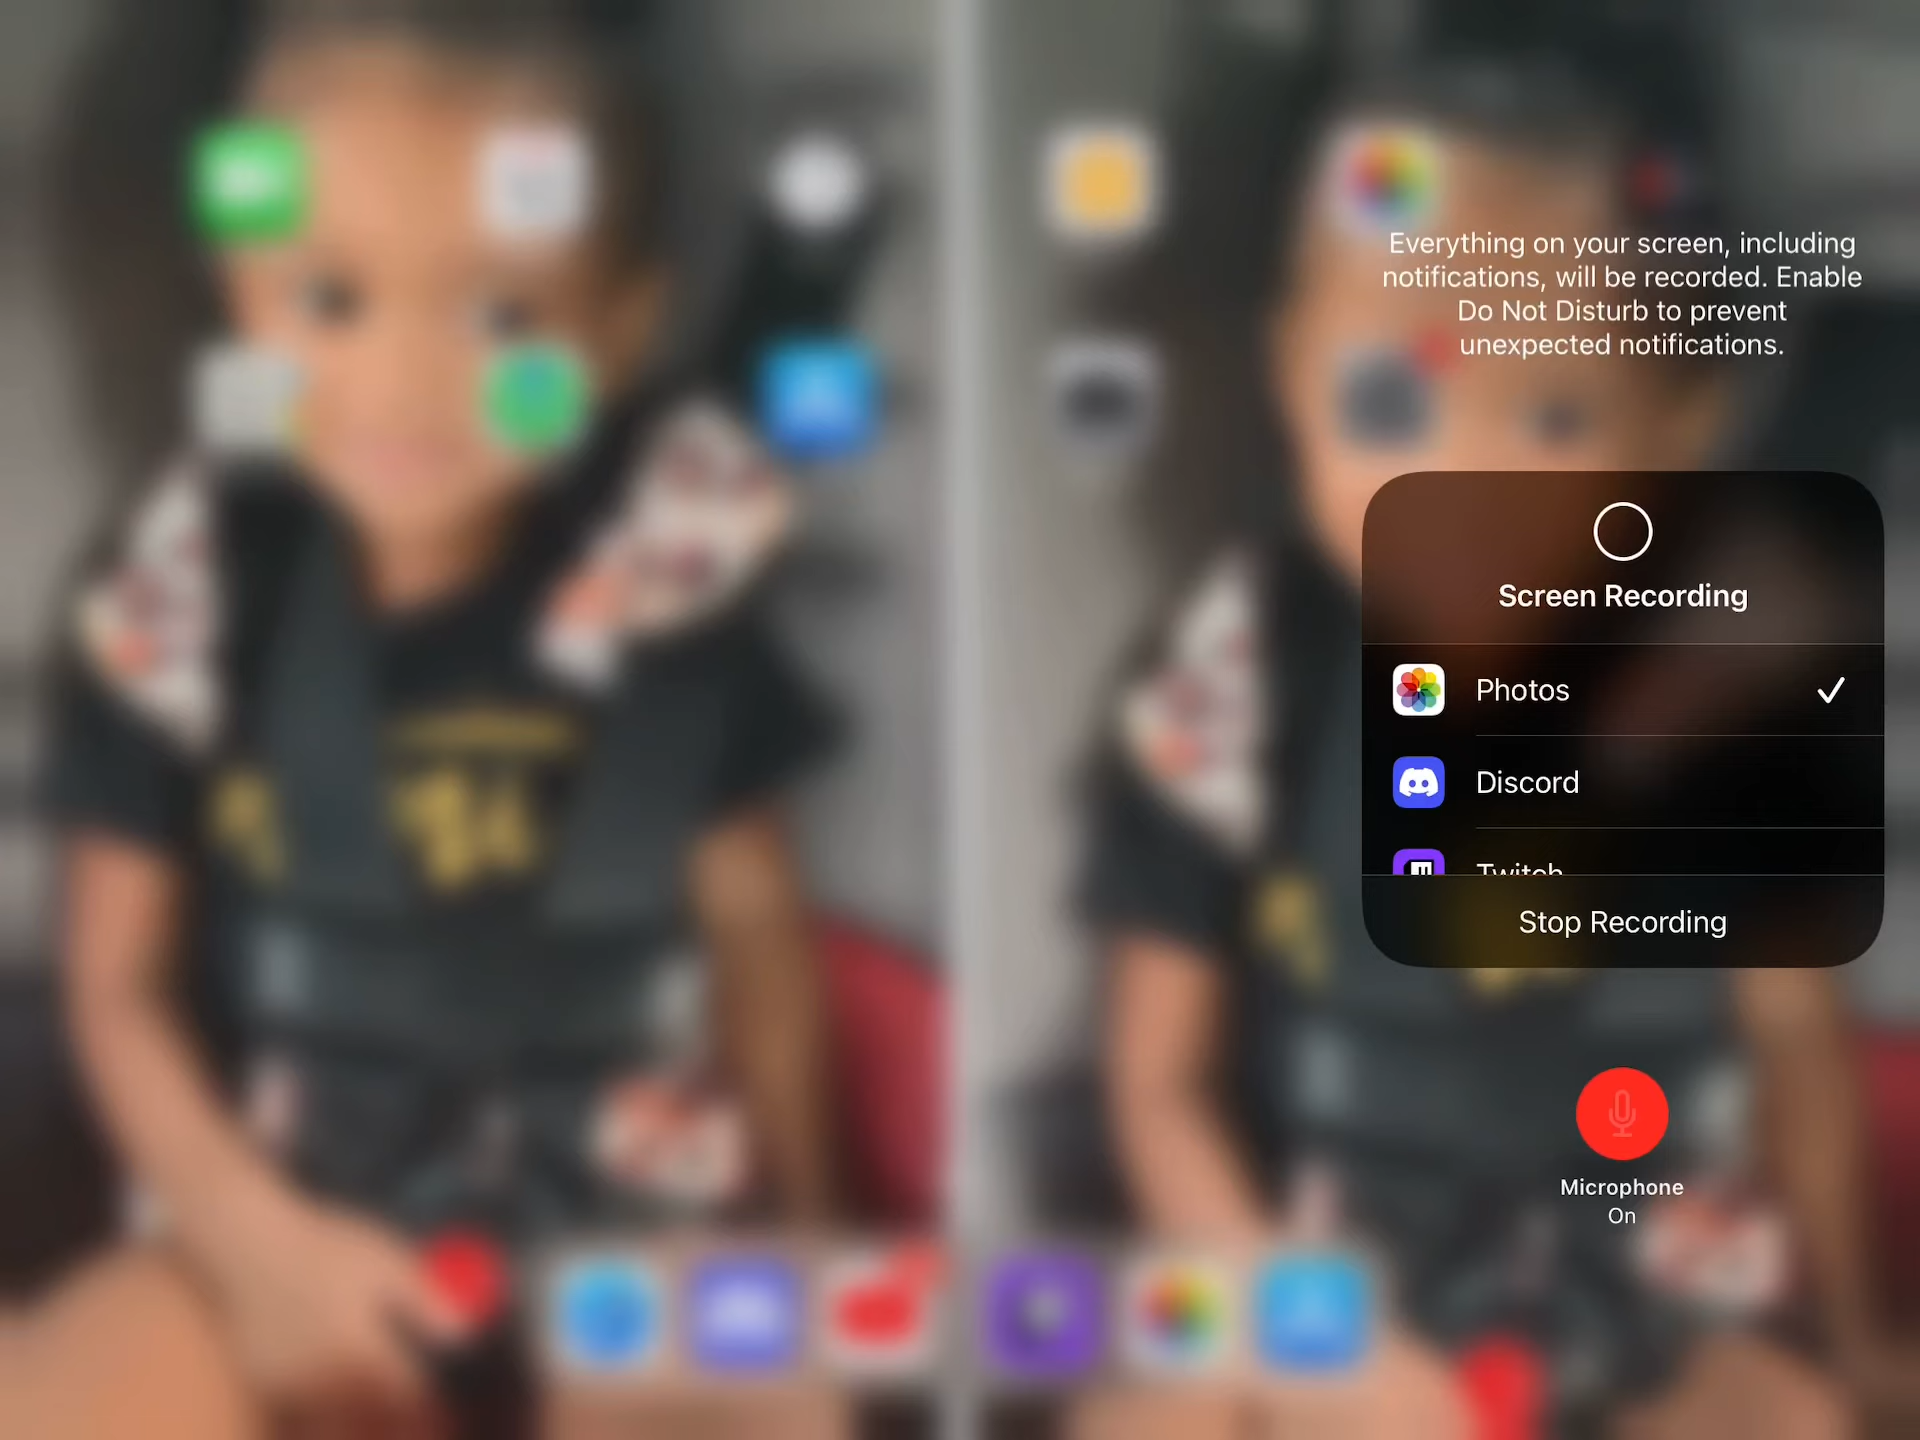 Everything on your screen, including
notifications, will be recorded. Enable
Do Not Disturb to prevent
unexpected notifications.
Screen Recording
Photos
Discord
Twitch
Stop Recording
Microphone
On